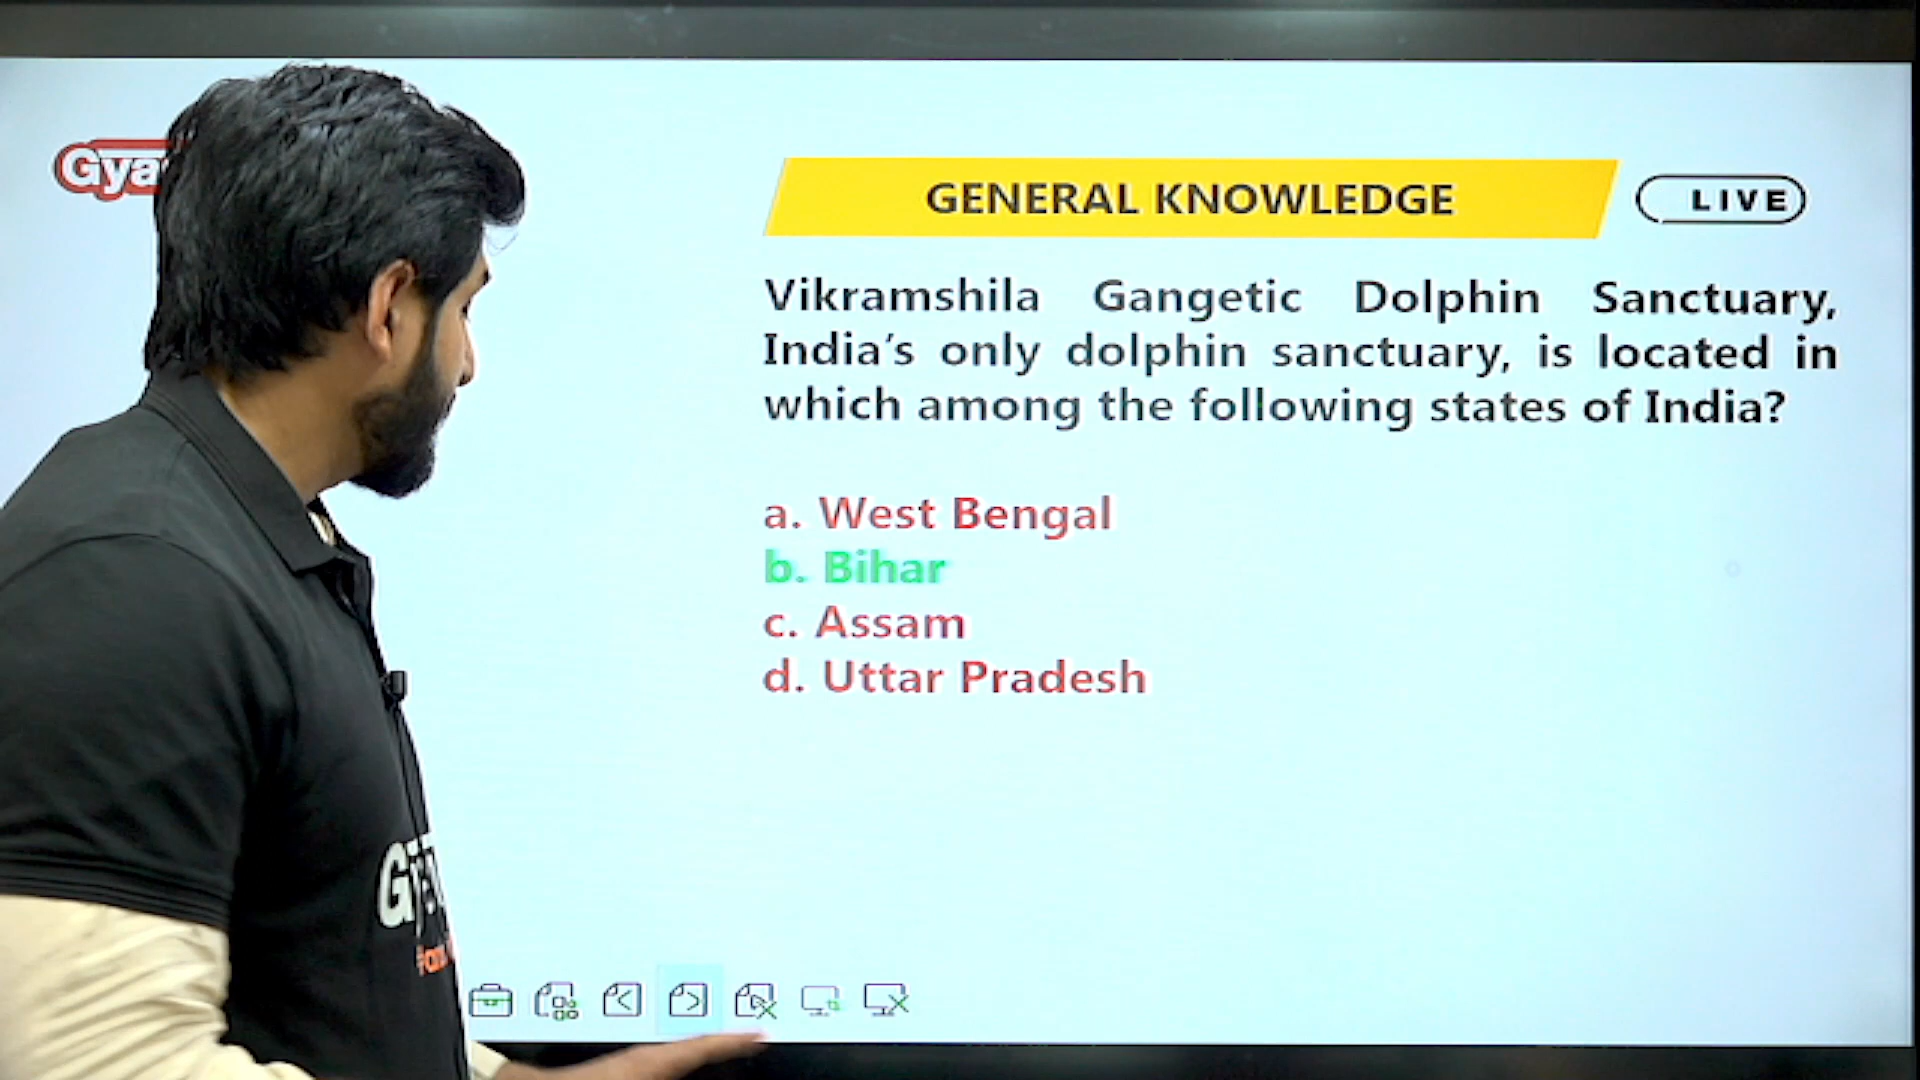 Gya
GENERAL KNOWLEDGE
LIVE
Vikramshila Gangetic Dolphin Sanctuary,
India's only dolphin sanctuary, is located in
which among the following states of India?
a. West Bengal
b. Bihar
c. Assam
d. Uttar Pradesh